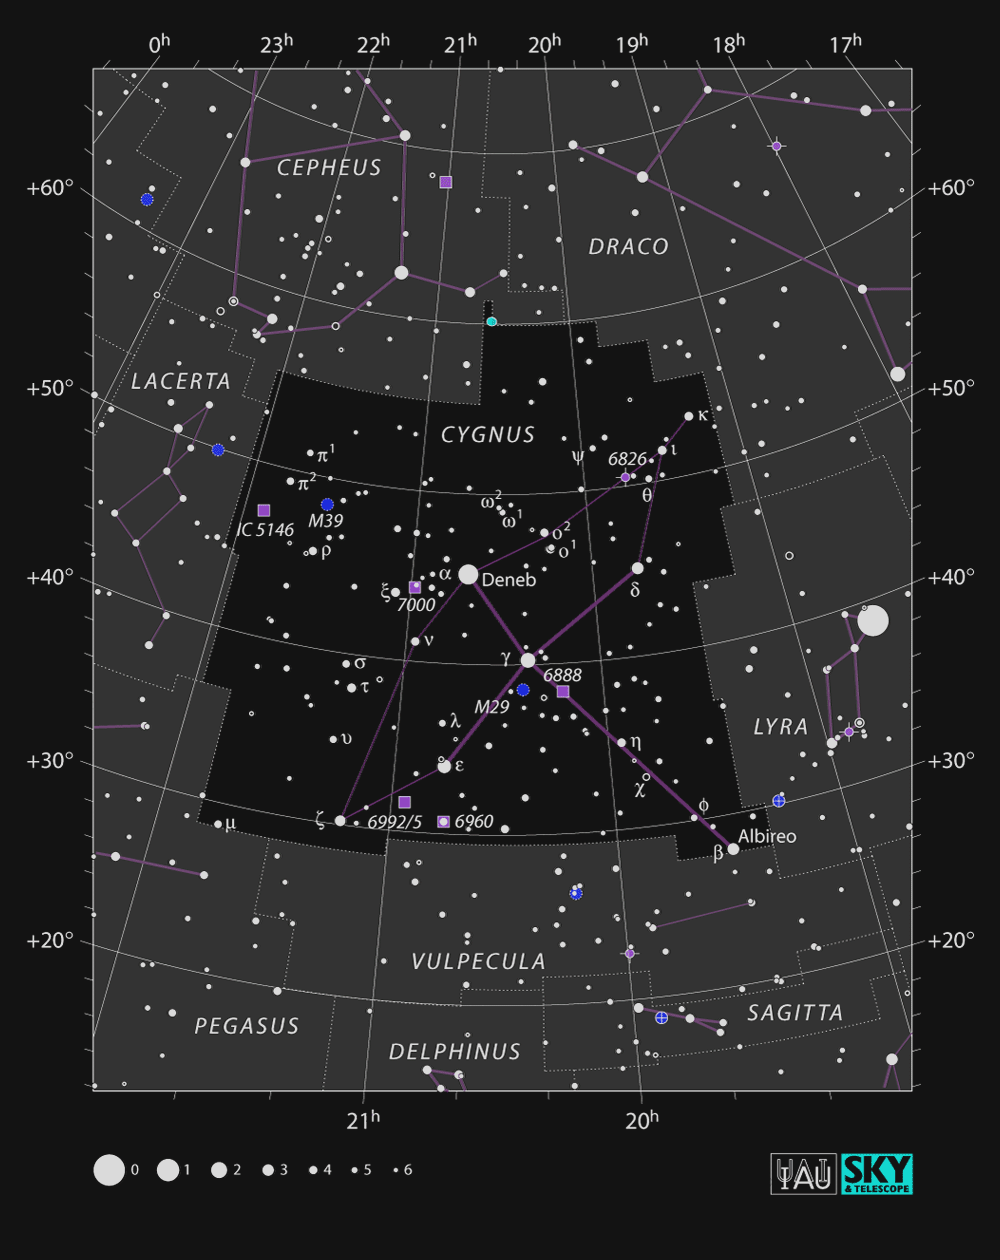 0h 23h 22h 21h 20h 19h 18h 17h
CEPHEUS
+60° +60°
DRACO
LACERTA
+50° +50°
κ
CYGNUS
π¹ ψ 6826 ι
π² θ
ω²
M39 ω¹
IC 5146 ο²
ρ ο¹
+40° α Deneb +40°
ξ δ
7000
ν
σ γ
6888
τ M29
λ LYRA
υ η
+30° ε +30°
χ
ζ φ
μ 6992/5 6960
Albireo
β
+20° +20°
VULPECULA
SAGITTA
PEGASUS
DELPHINUS
21h 20h
0 1 2 3 4 5 6
IAU
SKY
& TELESCOPE